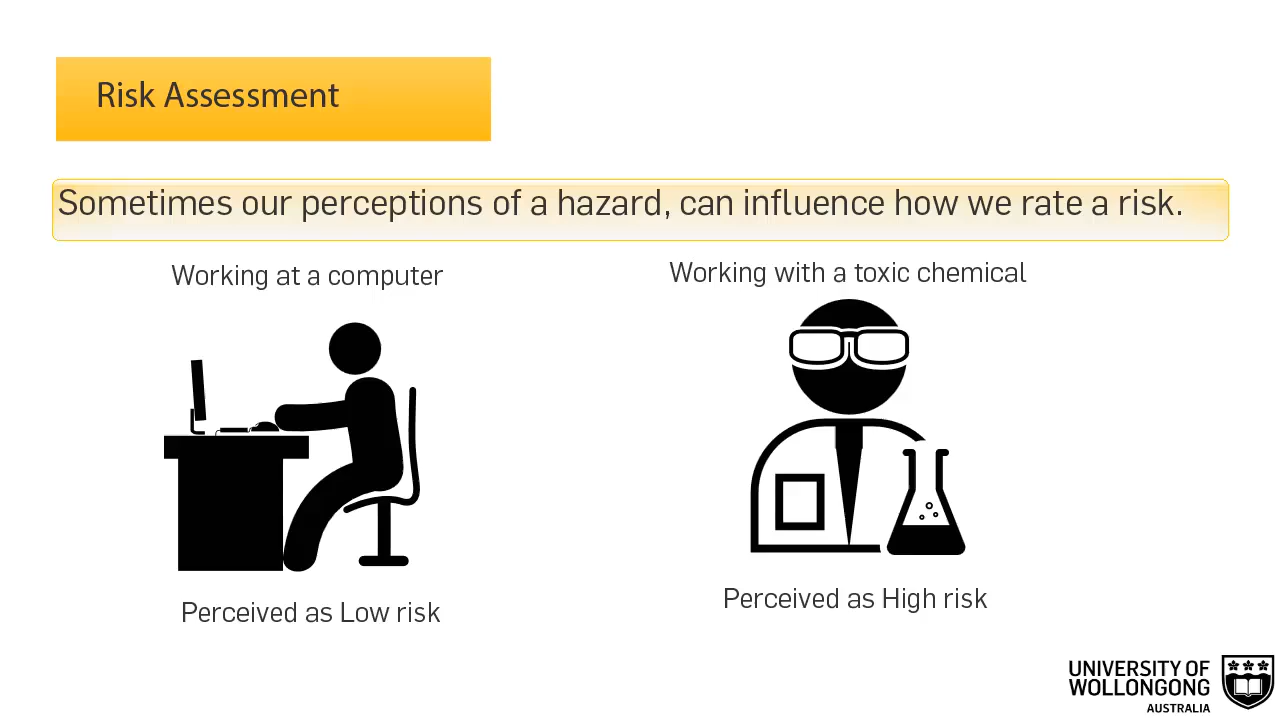 Risk Assessment
Sometimes our perceptions of a hazard, can influence how we rate a risk.
Working at a computer
Working with a toxic chemical
Perceived as Low risk
Perceived as High risk
UNIVERSITY OF
WOLLONGONG
AUSTRALIA